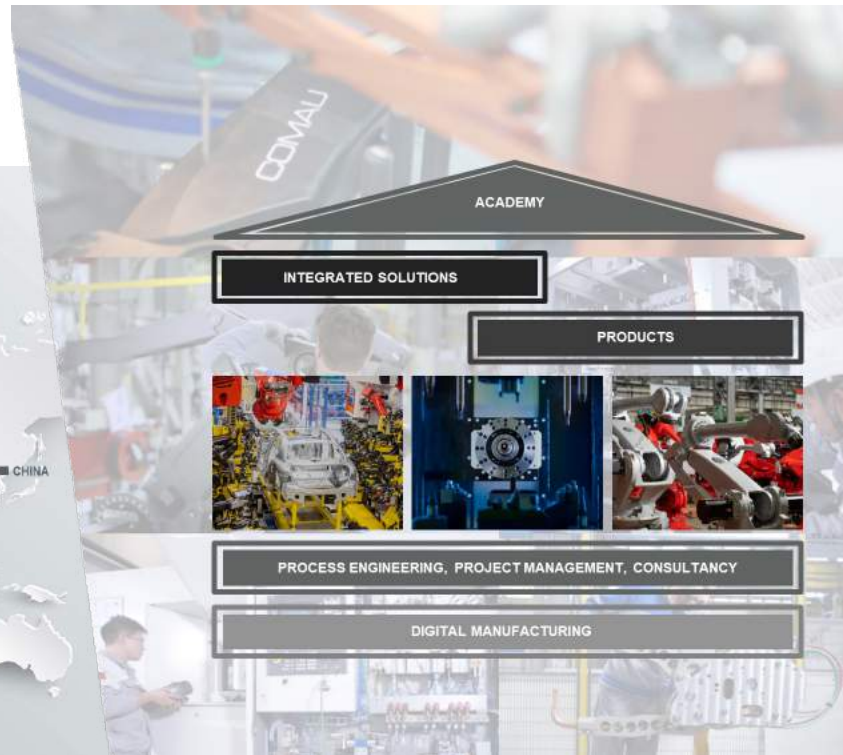 COMAU
ACADEMY
INTEGRATED SOLUTIONS
PRODUCTS
CHINA
PROCESS ENGINEERING, PROJECT MANAGEMENT, CONSULTANCY
DIGITAL MANUFACTURING